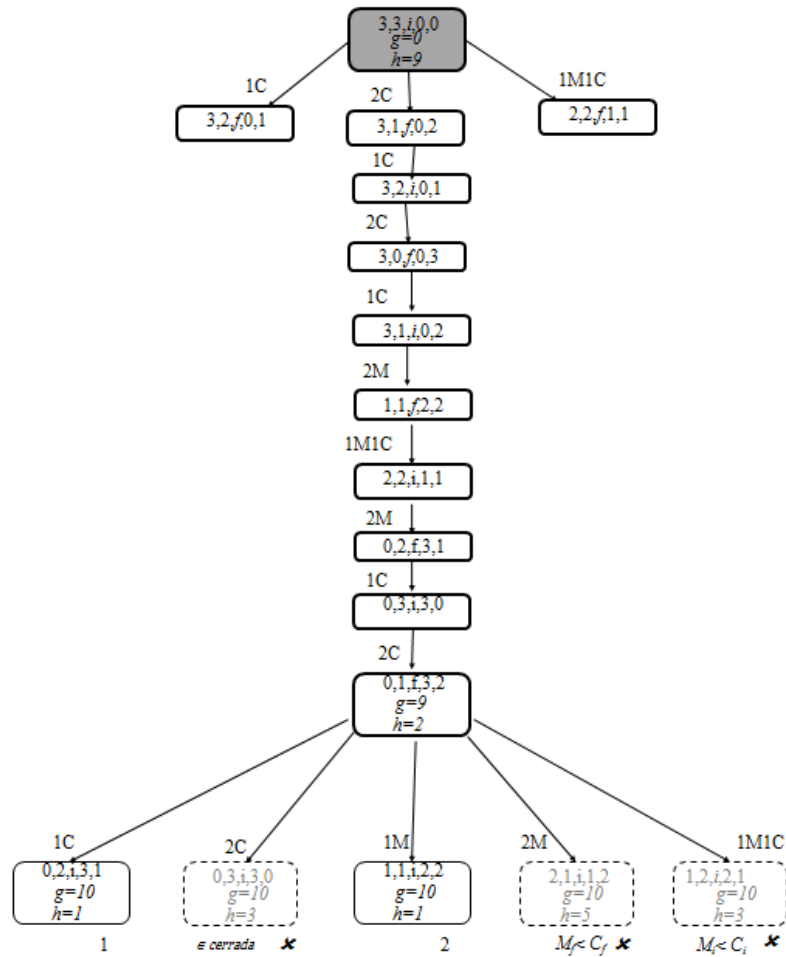 3,3,i,0,0
g=0
h=9
1C
2C
1M1C
3,2,f,0,1
3,1,f,0,2
2,2,f,1,1
1C
3,2,i,0,1
2C
3,0,f,0,3
1C
3,1,i,0,2
2M
1,1,f,2,2
1M1C
2,2,i,1,1
2M
0,2,f,3,1
1C
0,3,i,3,0
2C
0,1,f,3,2
g=9
h=2
1C
2C
1M
2M
1M1C
0,2,i,3,1
g=10
h=1
0,3,i,3,0
g=10
h=3
1,1,i,2,2
g=10
h=1
2,1,i,1,2
g=10
h=5
1,2,i,2,1
g=10
h=3
1
∈ cerrada ✘
2
Mf< Cf ✘
Mi< Ci ✘